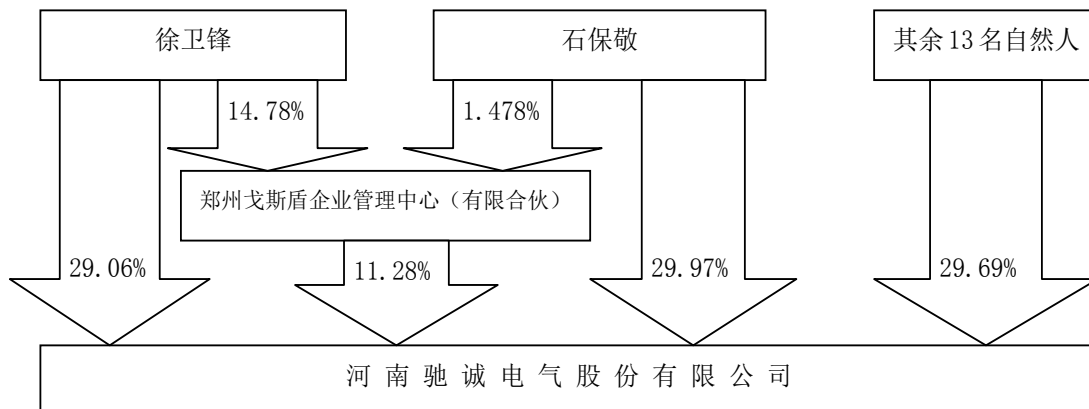 徐卫锋
石保敬
其余13名自然人
14.78%
1.478%
郑州戈斯盾企业管理中心（有限合伙）
29.06%
11.28%
29.97%
29.69%
河南驰诚电气股份有限公司